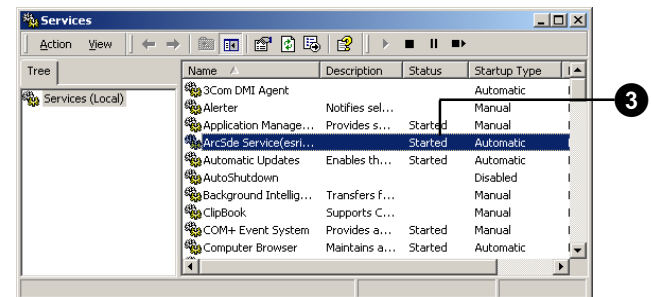 Services
Action View
Tree
Services (Local)
Name Description Status Startup Type
3Com DMI Agent Automatic
Alerter Notifies sel... Manual
Application Manage... Provides s... Started Manual
ArcSde Service(esri... Started Automatic
Automatic Updates Enables th... Started Automatic
AutoShutdown Disabled
Background Intellig... Transfers f... Manual
ClipBook Supports C... Manual
COM+ Event System Provides a... Started Manual
Computer Browser Maintains a... Started Automatic
3